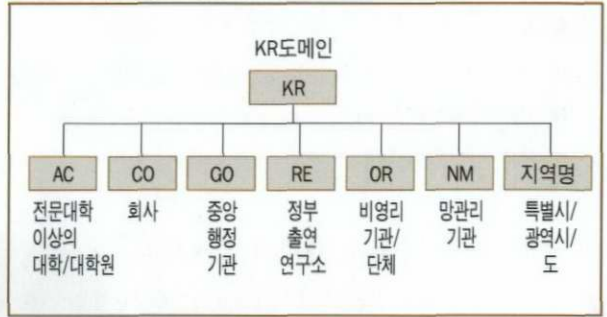 KR도메인
KR
AC CO GO RE OR NM 지역명
전문대학 회사 중앙 정부 비영리 망관리 특별시/
이상의 행정 출연 기관/ 기관 광역시/
대학/대학원 기관 연구소 단체 도